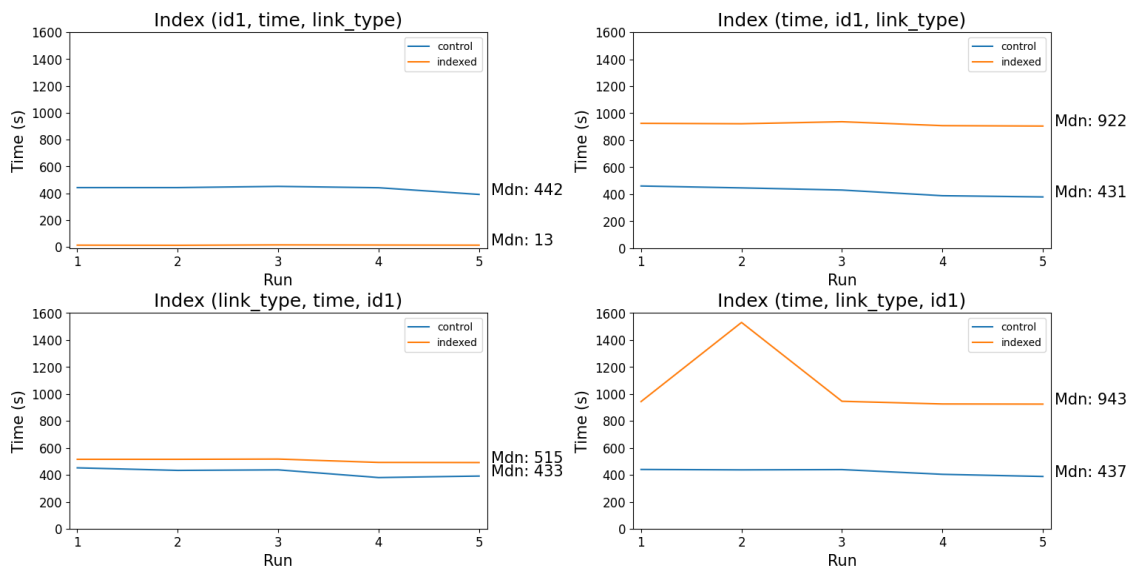 Index (id1, time, link_type)
1600
1400
1200
1000
800
600
400
200
0
Time (s)
control
indexed
Mdn: 442
Mdn: 13
1 2 3 4 5
Run
Index (time, id1, link_type)
1600
1400
1200
1000
800
600
400
200
0
Time (s)
control
indexed
Mdn: 922
Mdn: 431
1 2 3 4 5
Run
Index (link_type, time, id1)
1600
1400
1200
1000
800
600
400
200
0
Time (s)
control
indexed
Mdn: 515
Mdn: 433
1 2 3 4 5
Run
Index (time, link_type, id1)
1600
1400
1200
1000
800
600
400
200
0
Time (s)
control
indexed
Mdn: 943
Mdn: 437
1 2 3 4 5
Run